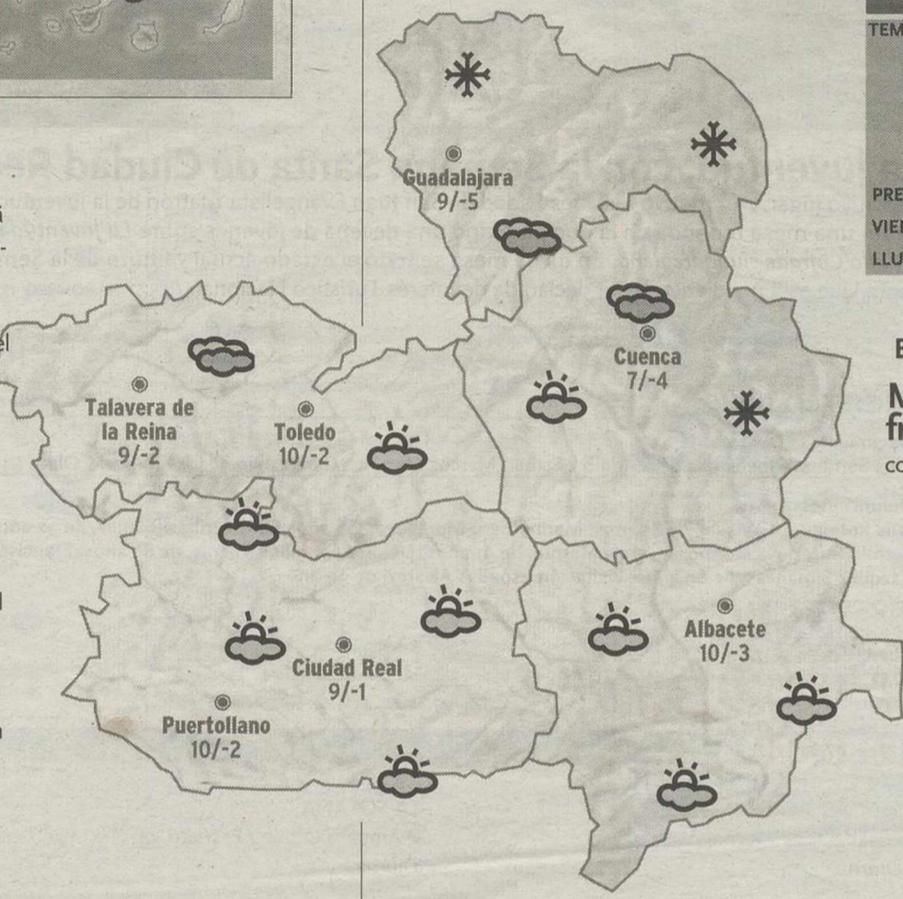 TEM
Guadalajara
9/-5
PRE
VIEN
LLU
Cuenca
7/-4
Talavera de
la Reina
9/-2
Toledo
10/-2
Albacete
10/-3
Ciudad Real
9/-1
Puertollano
10/-2